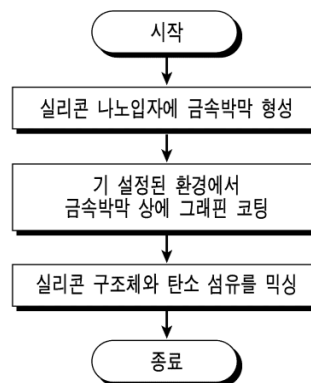 시작
실리콘 나노입자에 금속박막 형성
기 설정된 환경에서
금속박막 상에 그래핀 코팅
실리콘 구조체와 탄소 섬유를 믹싱
종료